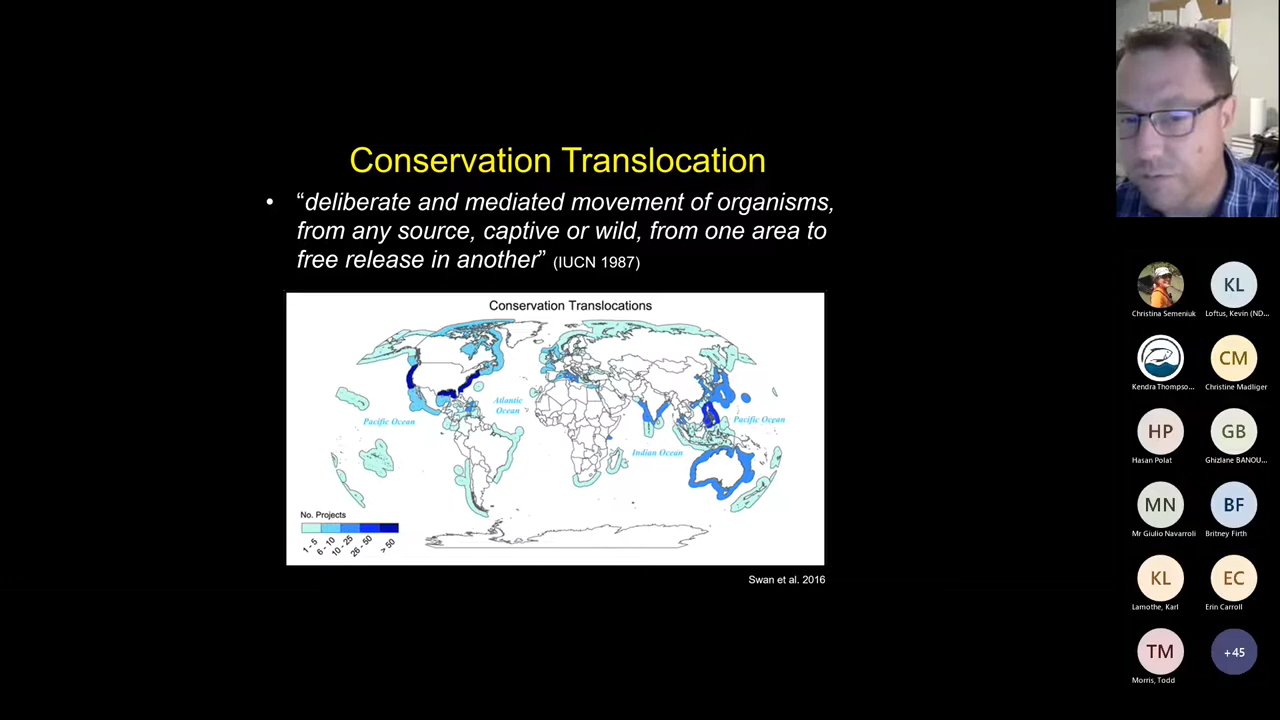 Conservation Translocation
• “deliberate and mediated movement of organisms,
from any source, captive or wild, from one area to
free release in another” (IUCN 1987)
Conservation Translocations
Atlantic
Ocean
Pacific Ocean
Pacific Ocean
Indian Ocean
No. Projects
1 - 5
6 - 10
10 - 25
26 - 50
> 50
Swan et al. 2016
Christina Semeniuk
KL
Loftus, Kevin (ND...
Kendra Thompso...
CM
Christine Madliger
HP
Hasan Polat
GB
Ghizlane BANOU...
MN
Mr Giulio Navarroli
BF
Britney Firth
KL
Lamothe, Karl
EC
Erin Carroll
TM
Morris, Todd
+45